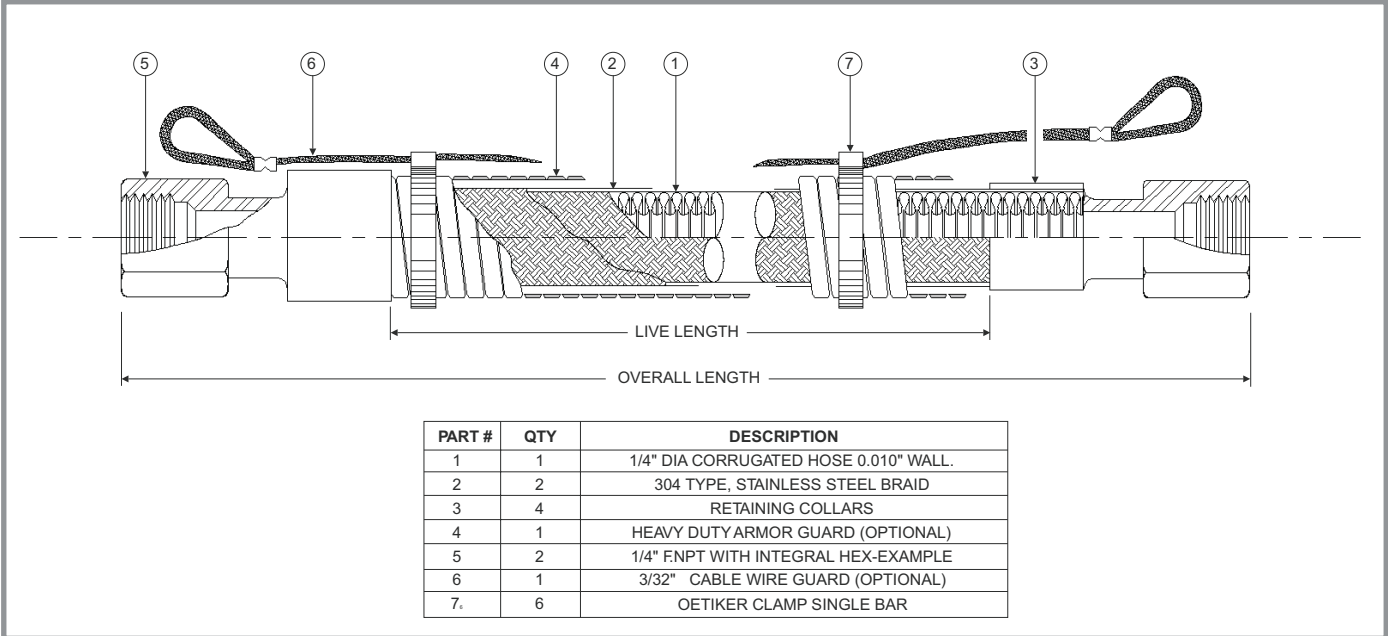 5 6 4 2 1 7 3
LIVE LENGTH
OVERALL LENGTH
PART # QTY DESCRIPTION
1 1 1/4" DIA CORRUGATED HOSE 0.010" WALL.
2 2 304 TYPE, STAINLESS STEEL BRAID
3 4 RETAINING COLLARS
4 1 HEAVY DUTY ARMOR GUARD (OPTIONAL)
5 2 1/4" F.NPT WITH INTEGRAL HEX-EXAMPLE
6 1 3/32" CABLE WIRE GUARD (OPTIONAL)
7. 6 OETIKER CLAMP SINGLE BAR